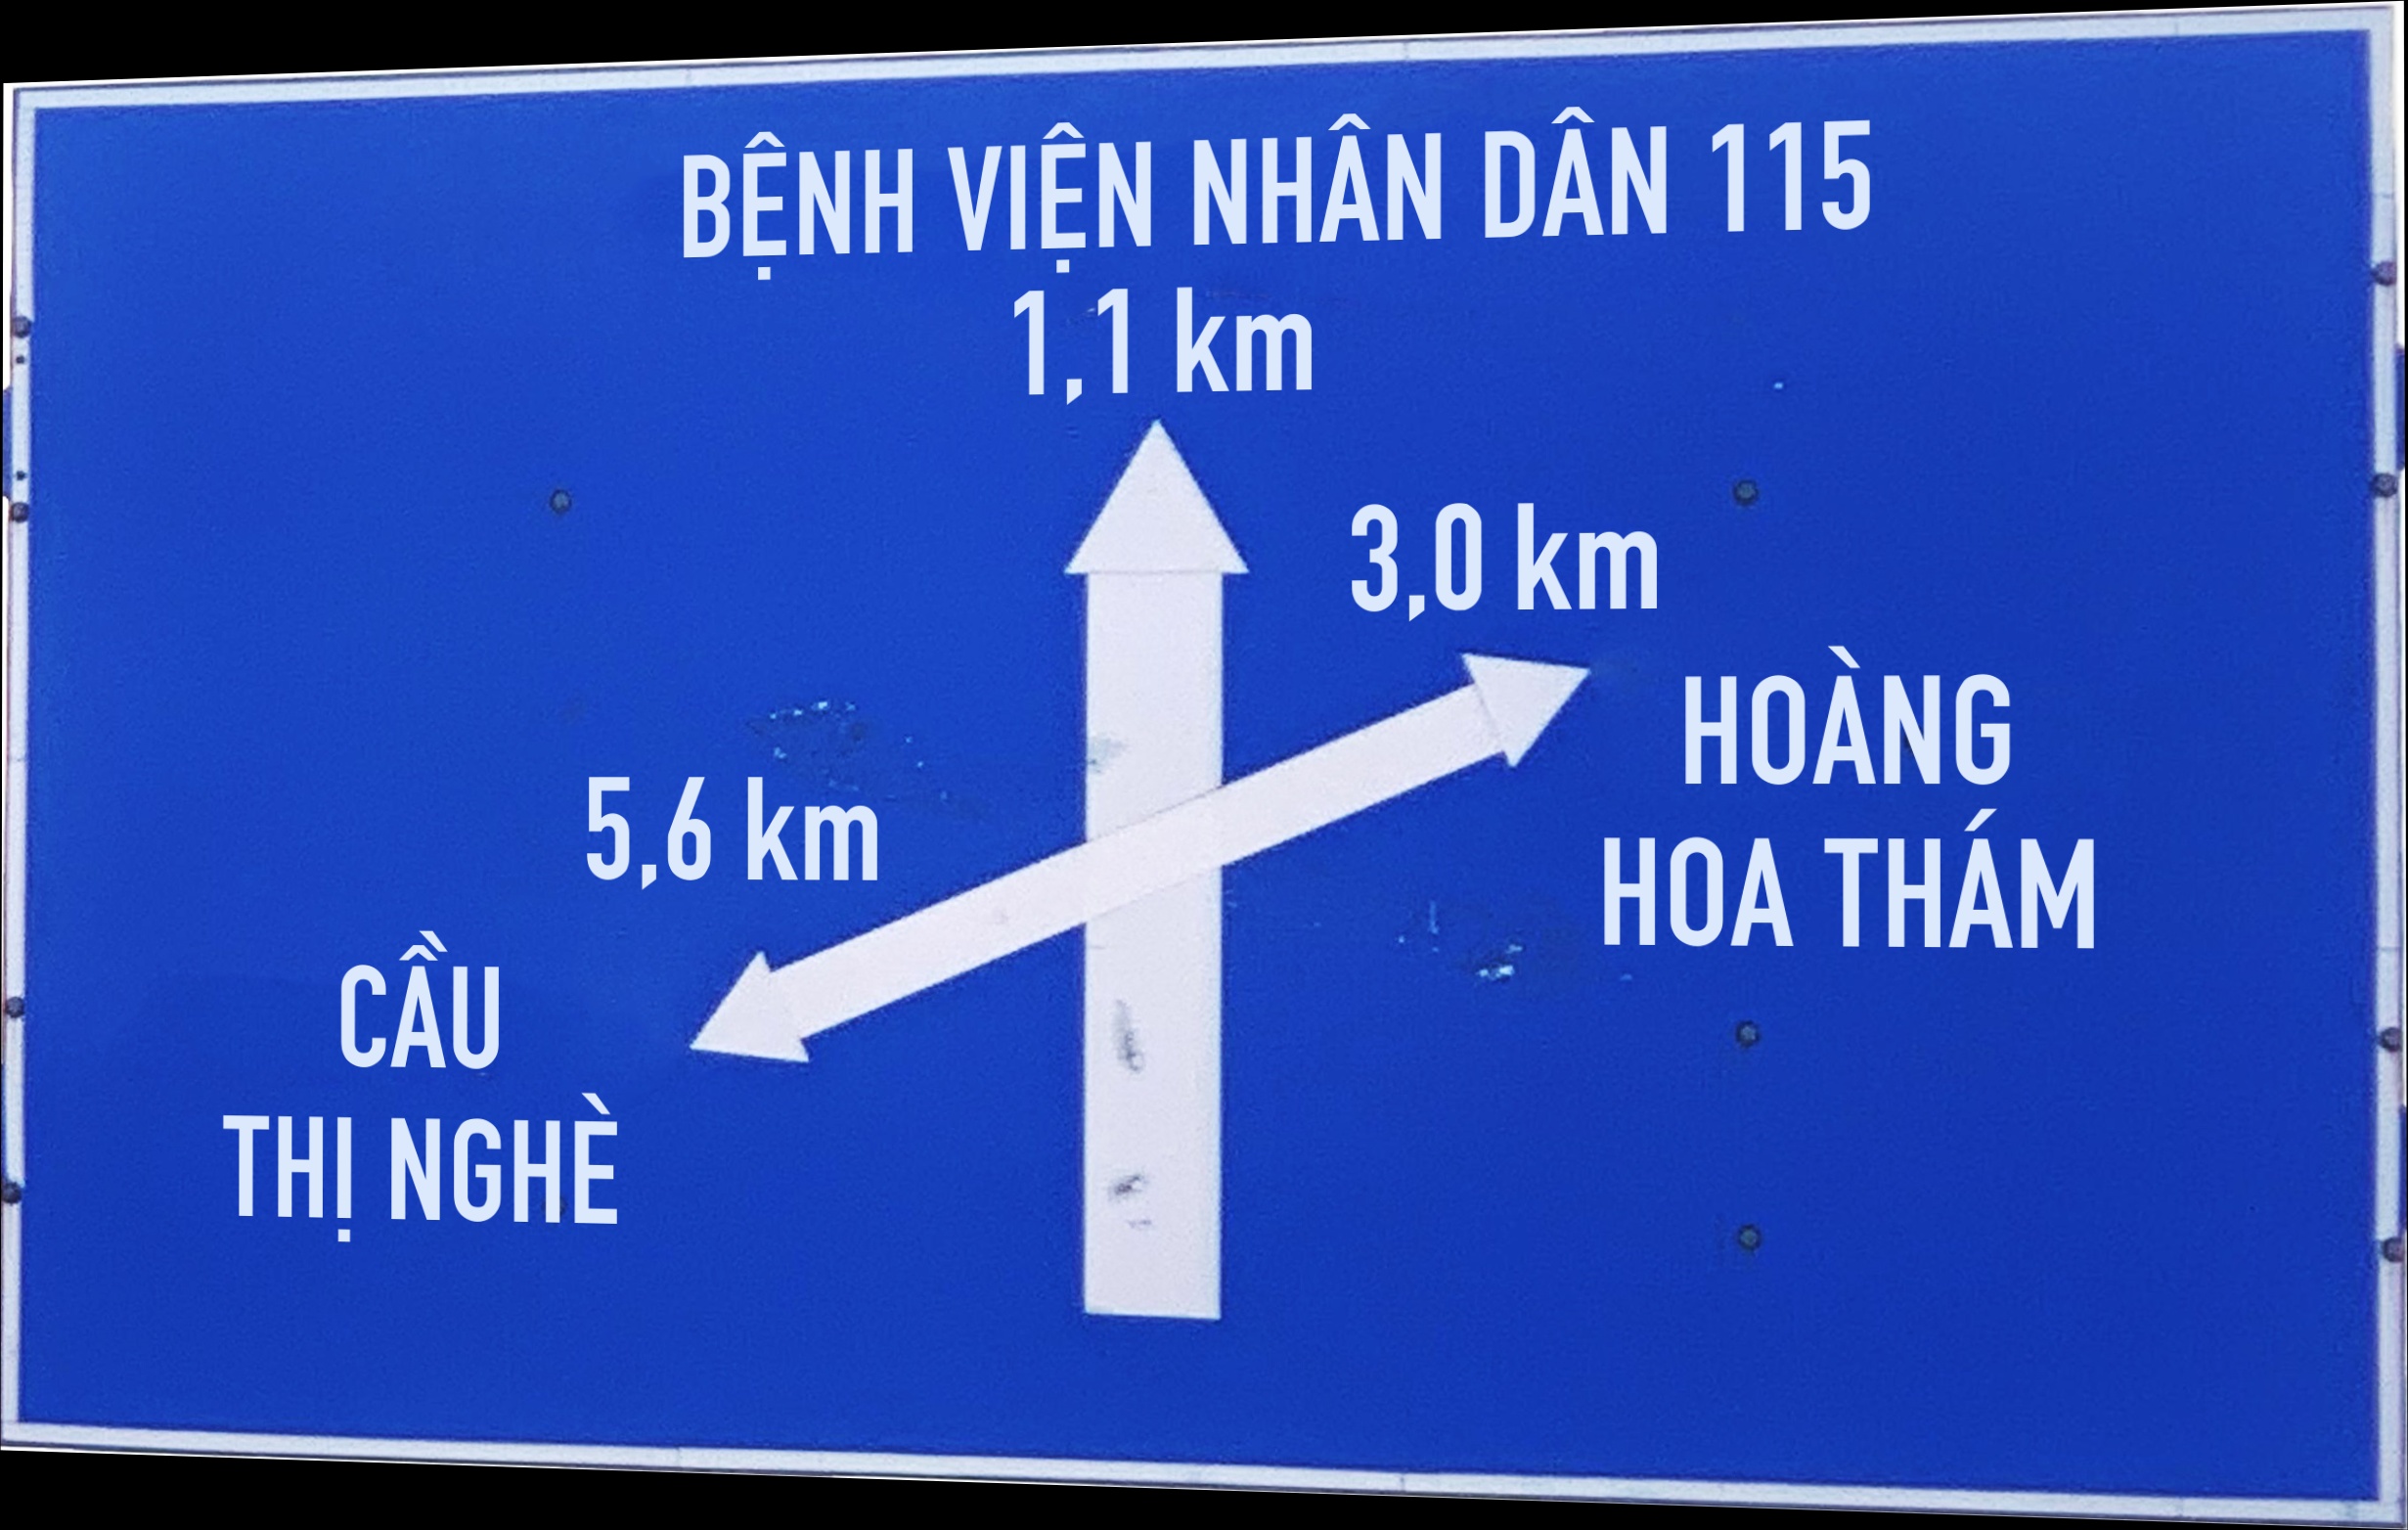 BỆNH VIỆN NHÂN DÂN 115
1,1 km
3,0 km
HOÀNG
HOA THÁM
5,6 km
CẦU
THỊ NGHÈ